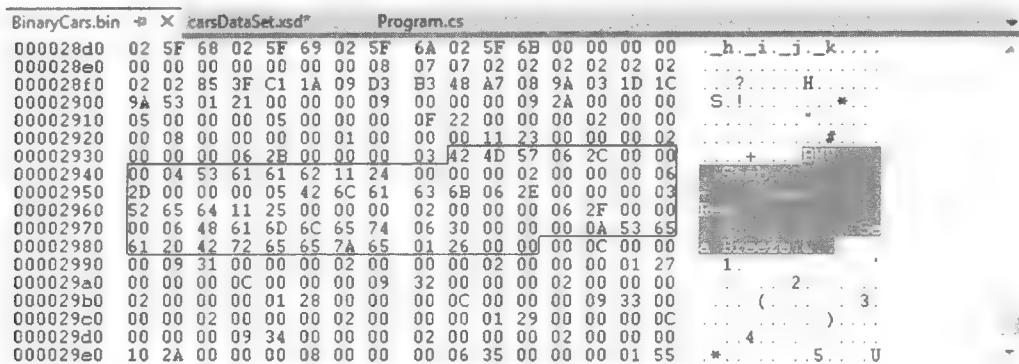 BinaryCars.bin carsDataSet.xsd* Program.cs
000028d0 02 5F 68 02 5F 69 02 5F 6A 02 5F 6B 00 00 00 00 ._h._i._j._k....
000028e0 00 00 00 00 00 00 00 08 07 07 02 02 02 02 02 02 ................
000028f0 02 02 85 3F C1 1A 09 D3 B3 48 A7 08 9A 03 1D 1C ...?.....H......
00002900 9A 53 01 21 00 00 00 09 00 00 00 09 2A 00 00 00 .S.!........*...
00002910 05 00 00 00 05 00 00 00 0F 22 00 00 00 02 00 00 ........."......
00002920 00 08 00 00 00 00 01 00 00 00 11 23 00 00 00 02 ...........#....
00002930 00 00 00 06 2B 00 00 00 03 42 4D 57 06 2C 00 00 ....+....
00002940 00 04 53 61 61 62 11 24 00 00 00 02 00 00 00 06
00002950 2D 00 00 00 05 42 6C 61 63 6B 06 2E 00 00 00 03
00002960 52 65 64 11 25 00 00 00 02 00 00 00 06 2F 00 00
00002970 00 06 48 61 6D 6C 65 74 06 30 00 00 00 0A 53 65
00002980 61 20 42 72 65 65 7A 65 01 26 00 00 00 0C 00 00
00002990 00 09 31 00 00 00 02 00 00 00 02 00 00 00 01 27 ..1............'
000029a0 00 00 00 0C 00 00 00 09 32 00 00 00 02 00 00 00 ........2.......
000029b0 02 00 00 00 01 28 00 00 00 0C 00 00 00 09 33 00 .....(........3.
000029c0 00 00 02 00 00 00 02 00 00 00 01 29 00 00 00 0C ...........)....
000029d0 00 00 00 09 34 00 00 00 02 00 00 00 02 00 00 00 ....4...........
000029e0 10 2A 00 00 00 08 00 00 00 06 35 00 00 00 01 55 .*........5....U